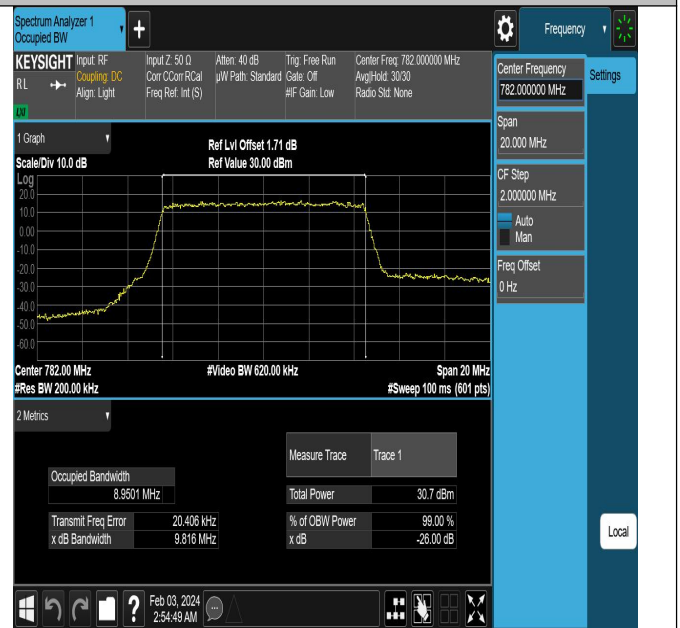 Spectrum Analyzer 1
Occupied BW
Frequency
KEYSIGHT
RL
LXI
Input: RF
Coupling: DC
Align: Light
Input Z: 50 Ω
Corr CCorr RCal
Freq Ref: Int (S)
Atten: 40 dB
µW Path: Standard
Trig: Free Run
Gate: Off
#IF Gain: Low
Center Freq: 782.000000 MHz
Avg|Hold: 30/30
Radio Std: None
Center Frequency
782.000000 MHz
Settings
Span
20.000 MHz
CF Step
2.000000 MHz
Auto
Man
Freq Offset
0 Hz
Local
1 Graph
Scale/Div 10.0 dB
Ref Lvl Offset 1.71 dB
Ref Value 30.00 dBm
Log
20.0
10.0
0.00
-10.0
-20.0
-30.0
-40.0
-50.0
-60.0
Center 782.00 MHz
#Video BW 620.00 kHz
Span 20 MHz
#Res BW 200.00 kHz
#Sweep 100 ms (601 pts)
2 Metrics
Measure Trace
Trace 1
Occupied Bandwidth
8.9501 MHz
Total Power
30.7 dBm
Transmit Freq Error
20.406 kHz
% of OBW Power
99.00 %
x dB Bandwidth
9.816 MHz
x dB
-26.00 dB
?
Feb 03, 2024
2:54:49 AM